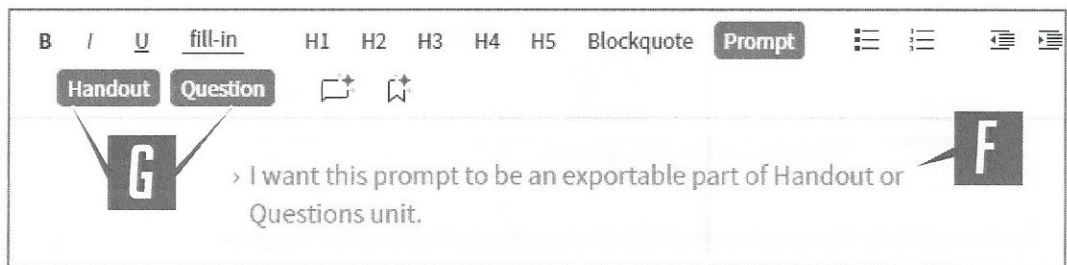 B I U fill-in H1 H2 H3 H4 H5 Blockquote Prompt
Handout Question
G
F
› I want this prompt to be an exportable part of Handout or
Questions unit.